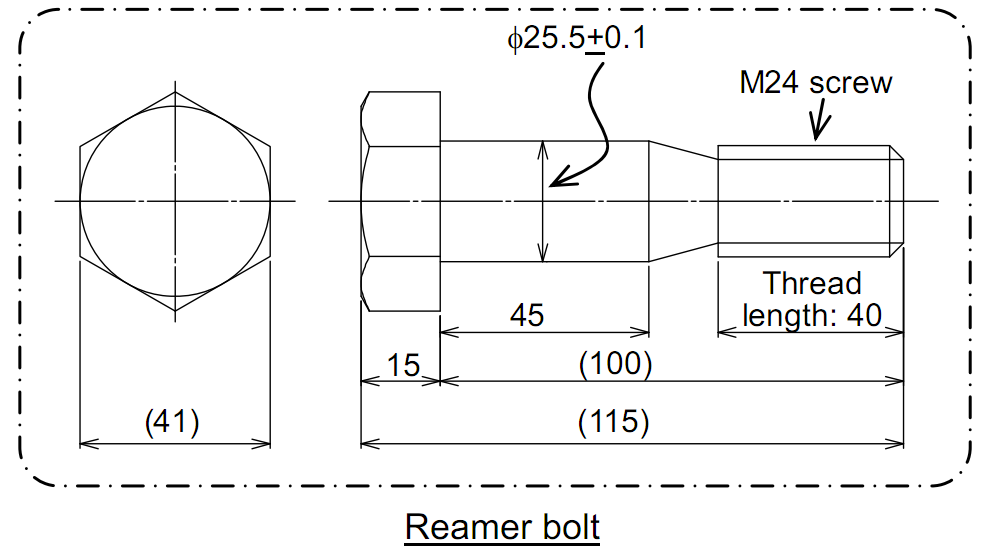 ϕ25.5±0.1
M24 screw
Thread
length: 40
45
15
(100)
(41)
(115)
Reamer bolt